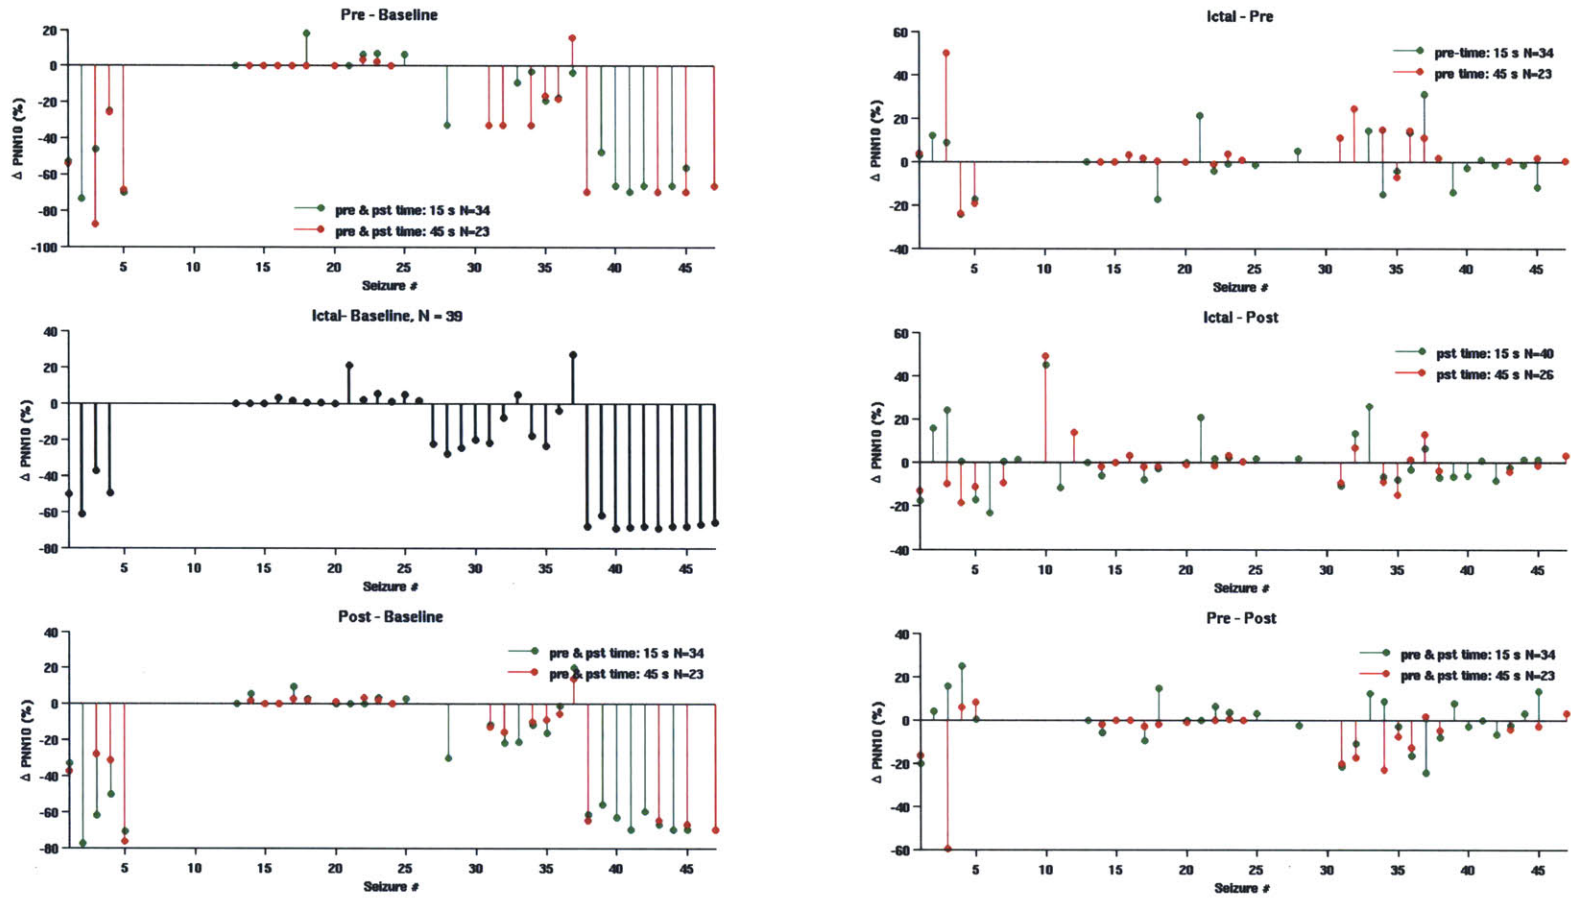 Pre - Baseline
20
0
-20
-40
-60
-80
-100
Δ PNN10 (%)
pre & pst time: 15 s N=34
pre & pst time: 45 s N=23
5 10 15 20 25 30 35 40 45
Seizure #
Ictal- Baseline, N = 39
40
20
0
-20
-40
-60
-80
Δ PNN10 (%)
5 10 15 20 25 30 35 40 45
Seizure #
Post - Baseline
40
20
0
-20
-40
-60
-80
Δ PNN10 (%)
pre & pst time: 15 s N=34
pre & pst time: 45 s N=23
5 10 15 20 25 30 35 40 45
Seizure #
Ictal - Pre
60
40
20
0
-20
-40
Δ PNN10 (%)
pre-time: 15 s N=34
pre time: 45 s N=23
5 10 15 20 25 30 35 40 45
Seizure #
Ictal - Post
60
40
20
0
-20
-40
Δ PNN10 (%)
pst time: 15 s N=40
pst time: 45 s N=26
5 10 15 20 25 30 35 40 45
Seizure #
Pre - Post
40
20
0
-20
-40
-60
Δ PNN10 (%)
pre & pst time: 15 s N=34
pre & pst time: 45 s N=23
5 10 15 20 25 30 35 40 45
Seizure #